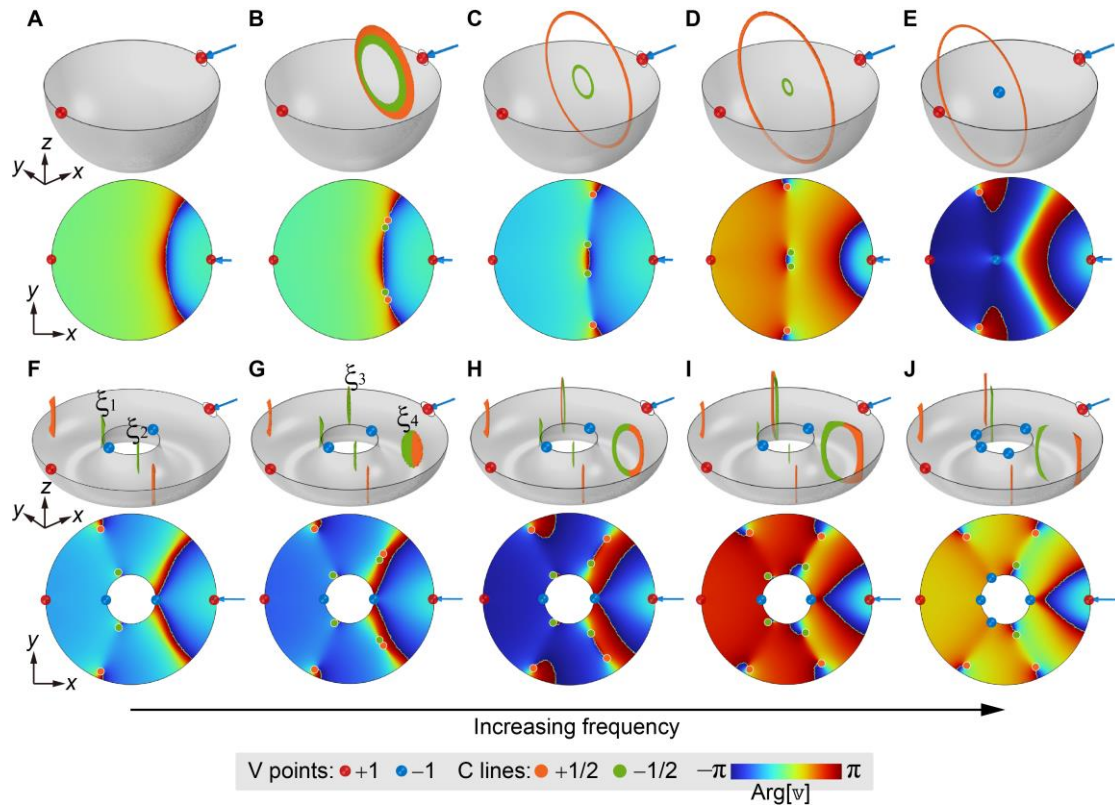 A B C D E
z
y x
y
x
F G H I J
ξ1 ξ2 ξ3 ξ4
z
y x
y
x
Increasing frequency
V points: +1 −1 C lines: +1/2 −1/2 −π π
Arg[𝕧]